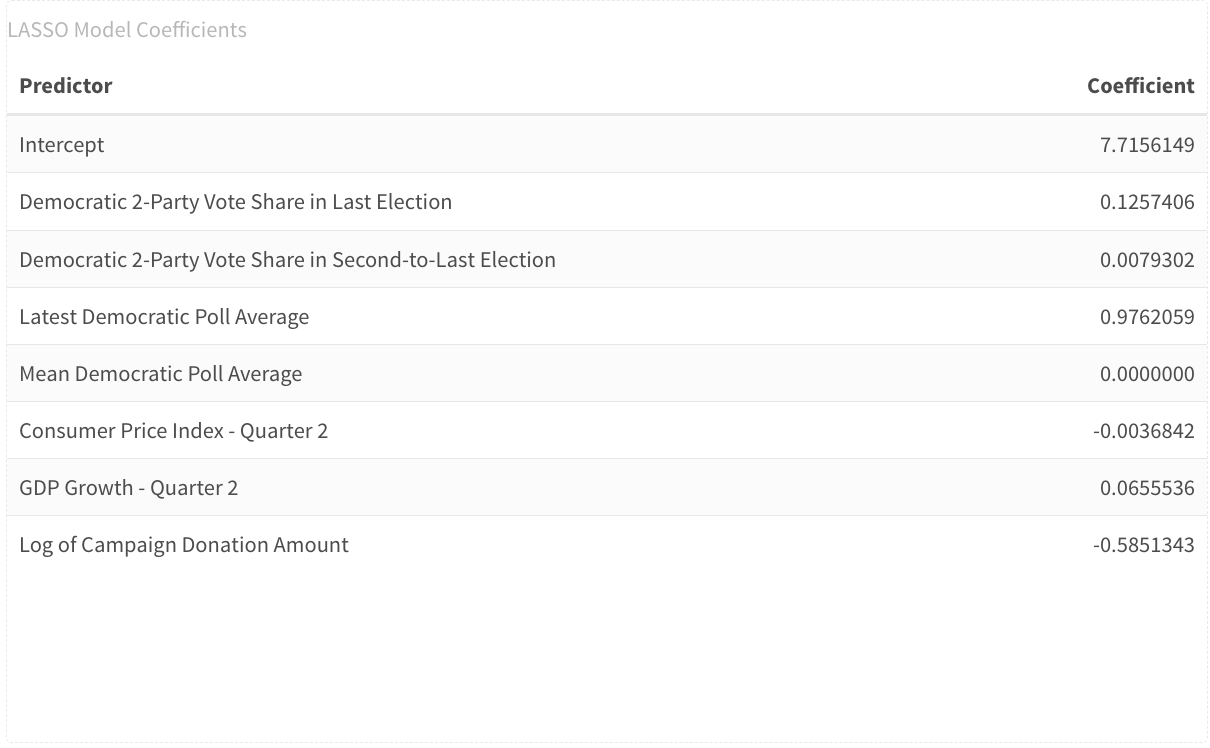 LASSO Model Coefficients
Predictor Coefficient
Intercept 7.7156149
Democratic 2-Party Vote Share in Last Election 0.1257406
Democratic 2-Party Vote Share in Second-to-Last Election 0.0079302
Latest Democratic Poll Average 0.9762059
Mean Democratic Poll Average 0.0000000
Consumer Price Index - Quarter 2 -0.0036842
GDP Growth - Quarter 2 0.0655536
Log of Campaign Donation Amount -0.5851343